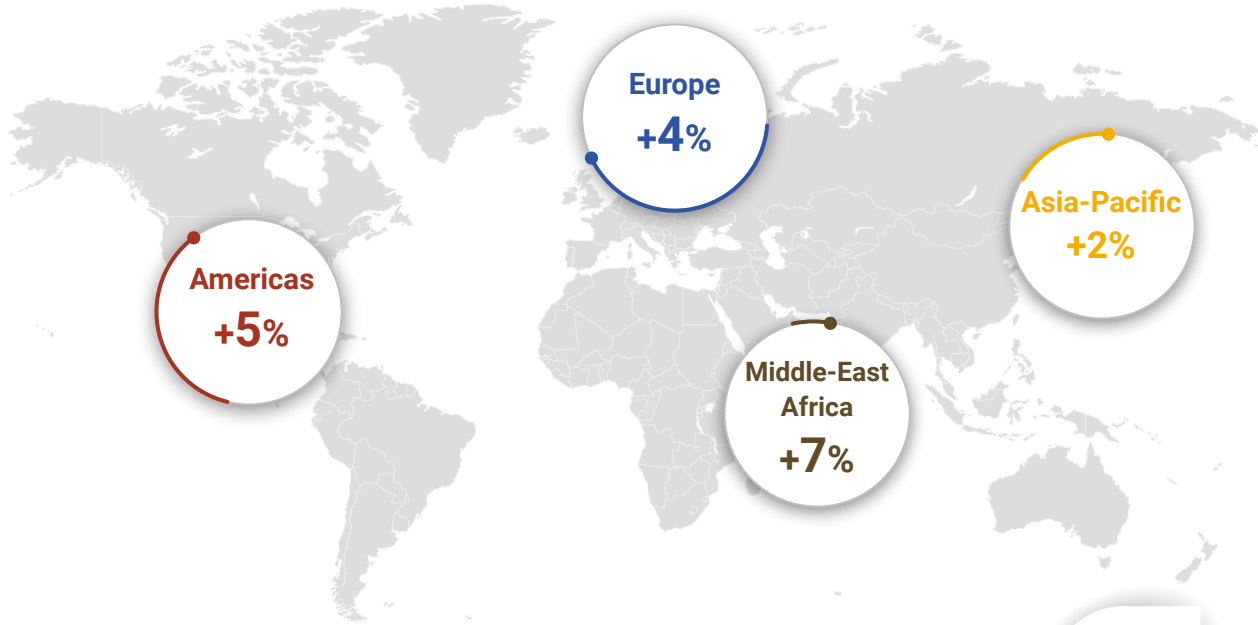 Europe
+4%
Asia-Pacific
+2%
Americas
+5%
Middle-East
Africa
+7%